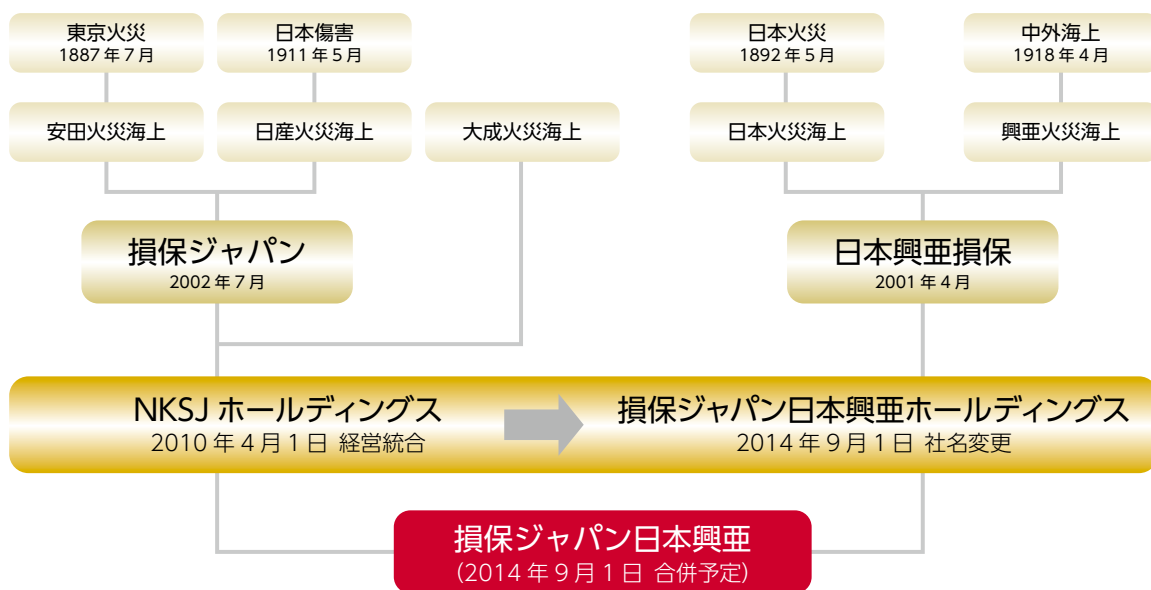 東京火災
1887年7月
日本傷害
1911年5月
日本火災
1892年5月
中外海上
1918年4月
安田火災海上
日産火災海上
大成火災海上
日本火災海上
興亜火災海上
損保ジャパン
2002年7月
日本興亜損保
2001年4月
NKSJホールディングス
2010年4月1日 経営統合
損保ジャパン日本興亜ホールディングス
2014年9月1日 社名変更
損保ジャパン日本興亜
(2014年9月1日 合併予定)